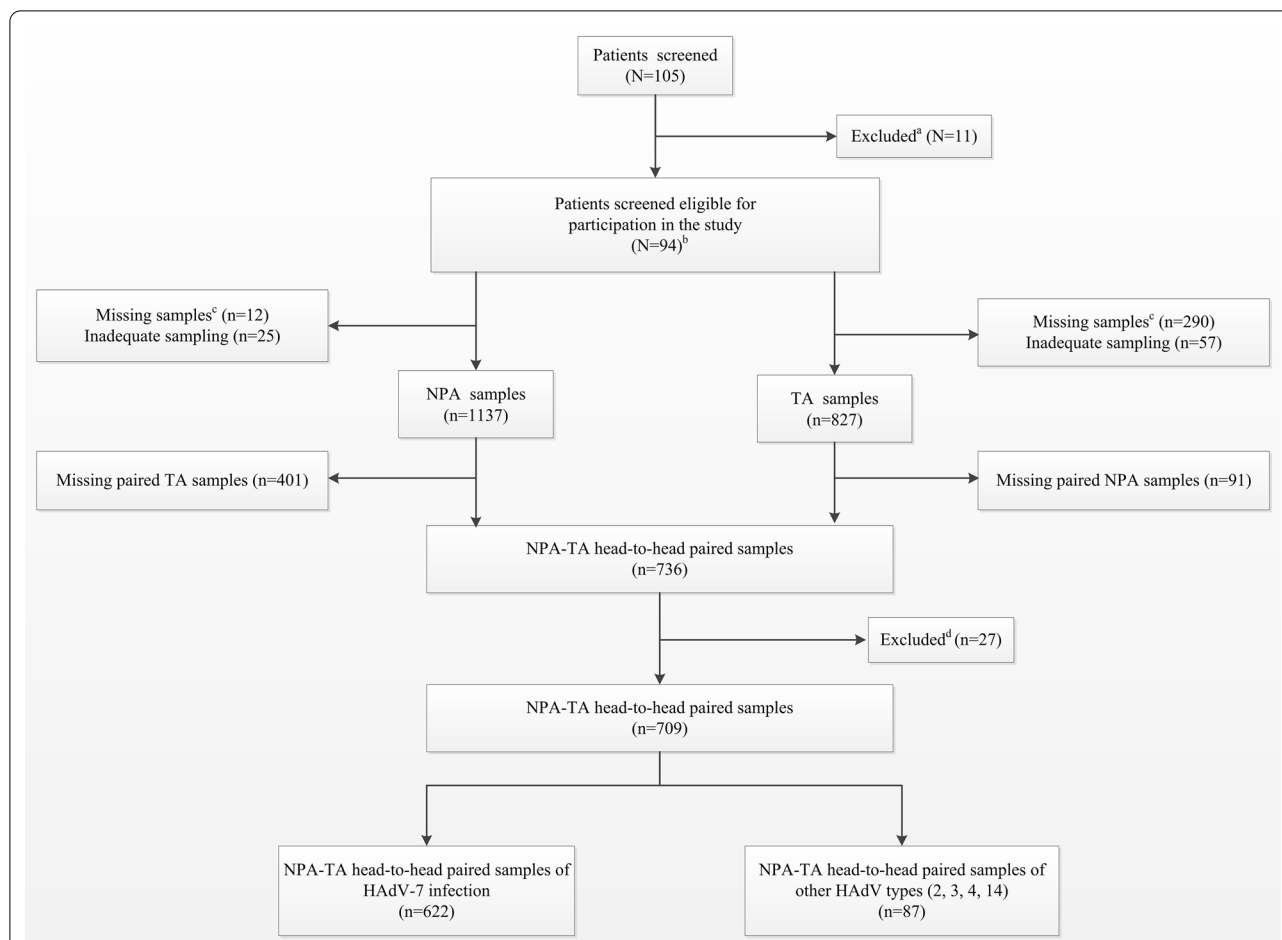 Patients screened
(N=105)
Excludedᵃ (N=11)
Patients screened eligible for
participation in the study
(N=94)ᵇ
Missing samplesᶜ (n=12)
Inadequate sampling (n=25)
Missing samplesᶜ (n=290)
Inadequate sampling (n=57)
NPA samples
(n=1137)
TA samples
(n=827)
Missing paired TA samples (n=401)
Missing paired NPA samples (n=91)
NPA-TA head-to-head paired samples
(n=736)
Excludedᵈ (n=27)
NPA-TA head-to-head paired samples
(n=709)
NPA-TA head-to-head paired samples of
HAdV-7 infection
(n=622)
NPA-TA head-to-head paired samples of
other HAdV types (2, 3, 4, 14)
(n=87)